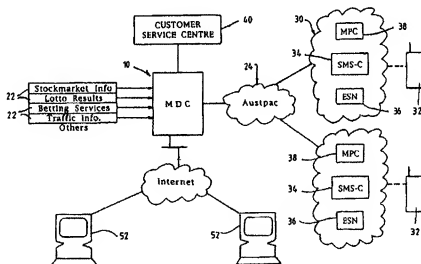 CUSTOMER
SERVICE CENTRE
40
10
MDC
22
Stockmarket Info
Lotto Results
Betting Services
22
Traffic Info.
Others
24
Austpac
30
MPC
38
34
SMS-C
ESN
36
32
38
MPC
34
SMS-C
36
ESN
32
Internet
52
52